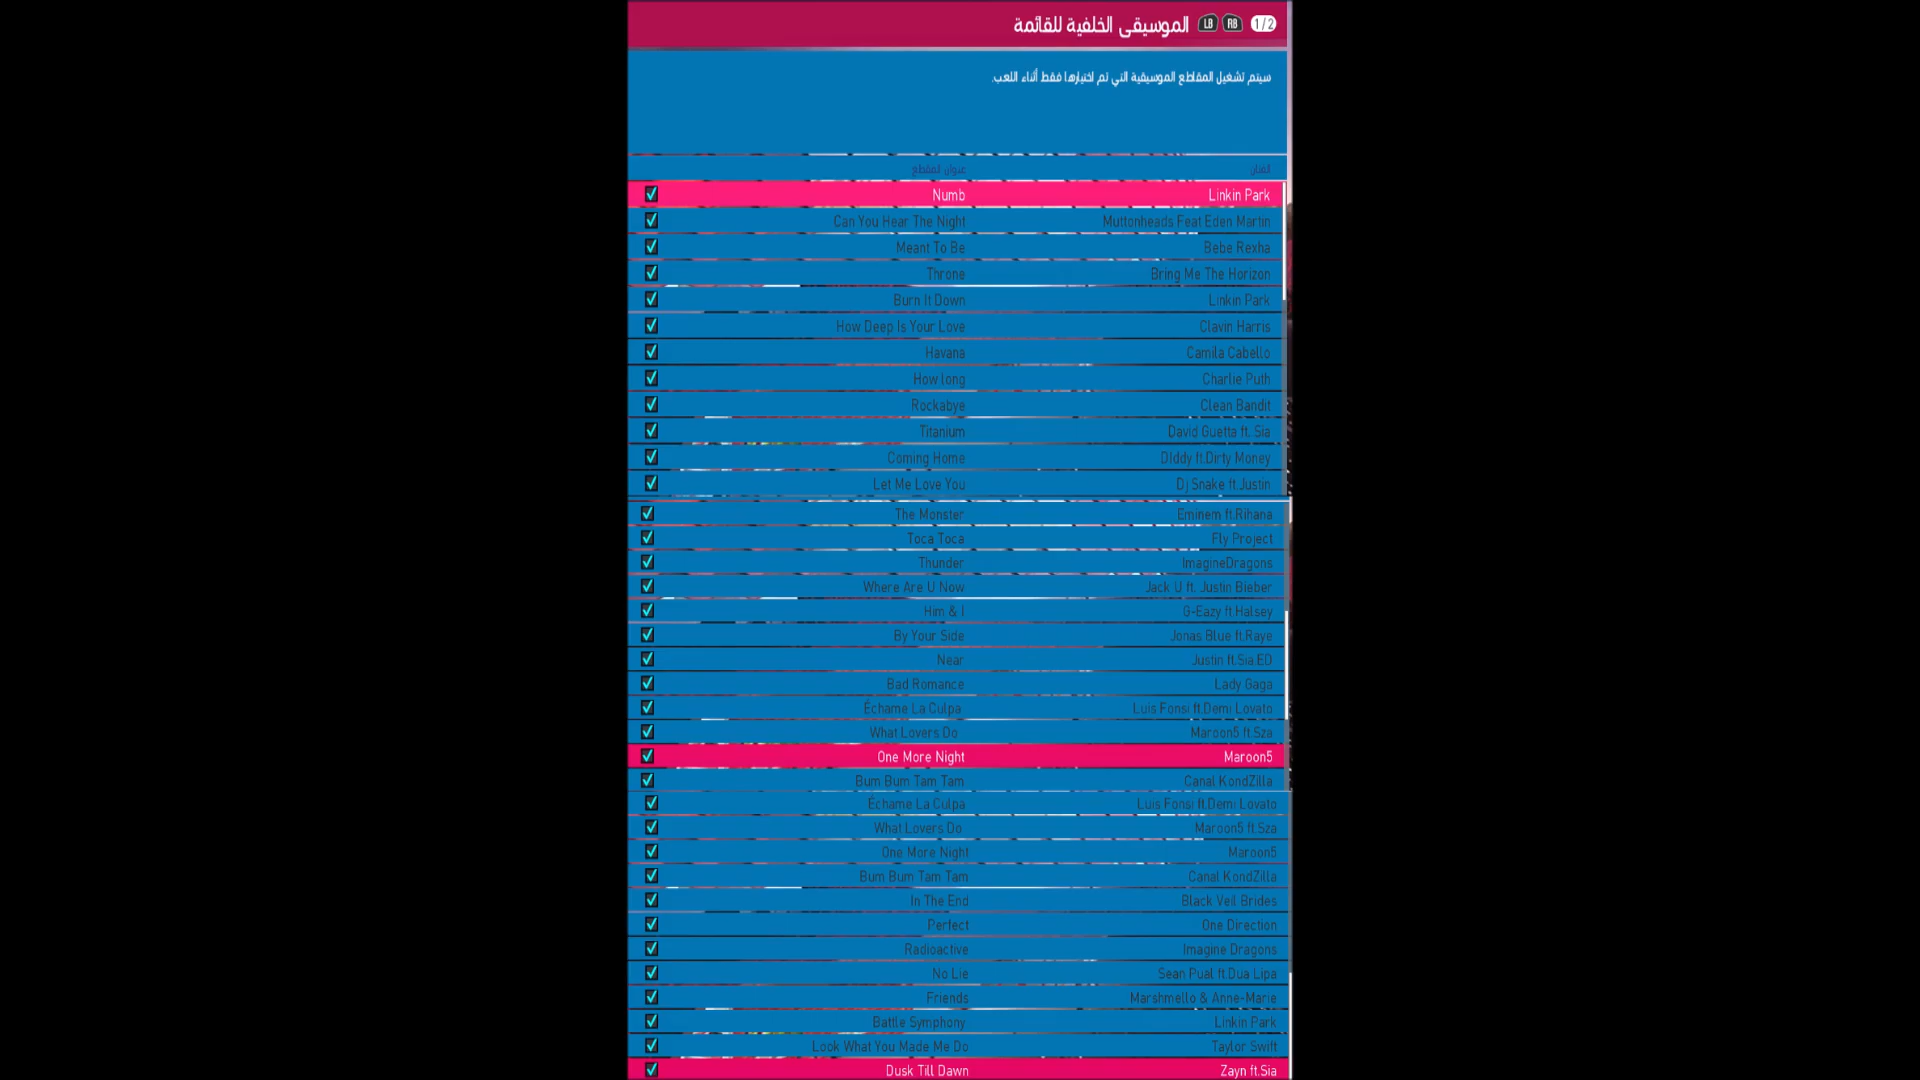 الموسيقى الخلفية للقائمة LB RB 1/2
سيتم تشغيل المقاطع الموسيقية التي تم اختيارها فقط أثناء اللعب.
الفنان عنوان المقطع
Linkin Park Numb
Muttonheads Feat Eden Martin Can You Hear The Night
Bebe Rexha Meant To Be
Bring Me The Horizon Throne
Linkin Park Burn It Down
Clavin Harris How Deep Is Your Love
Camila Cabello Havana
Charlie Puth How long
Clean Bandit Rockabye
David Guetta ft. Sia Titanium
DIddy ft.Dirty Money Coming Home
Dj Snake ft.Justin Let Me Love You
Eminem ft.Rihana The Monster
Fly Project Toca Toca
ImagineDragons Thunder
Jack U ft. Justin Bieber Where Are U Now
G-Eazy ft.Halsey Him & I
Jonas Blue ft.Raye By Your Side
Justin ft.Sia.EO Near
Lady Gaga Bad Romance
Luis Fonsi ft.Demi Lovato Échame La Culpa
Maroon5 ft.Sza What Lovers Do
Maroon5 One More Night
Canal KondZilla Bum Bum Tam Tam
Luis Fonsi ft.Demi Lovato Échame La Culpa
Maroon5 ft.Sza What Lovers Do
Maroon5 One More Night
Canal KondZilla Bum Bum Tam Tam
Black Veil Brides In The End
One Direction Perfect
Imagine Dragons Radioactive
Sean Pual ft.Dua Lipa No Lie
Marshmello & Anne-Marie Friends
Linkin Park Battle Symphony
Taylor Swift Look What You Made Me Do
Zayn ft.Sia Dusk Till Dawn